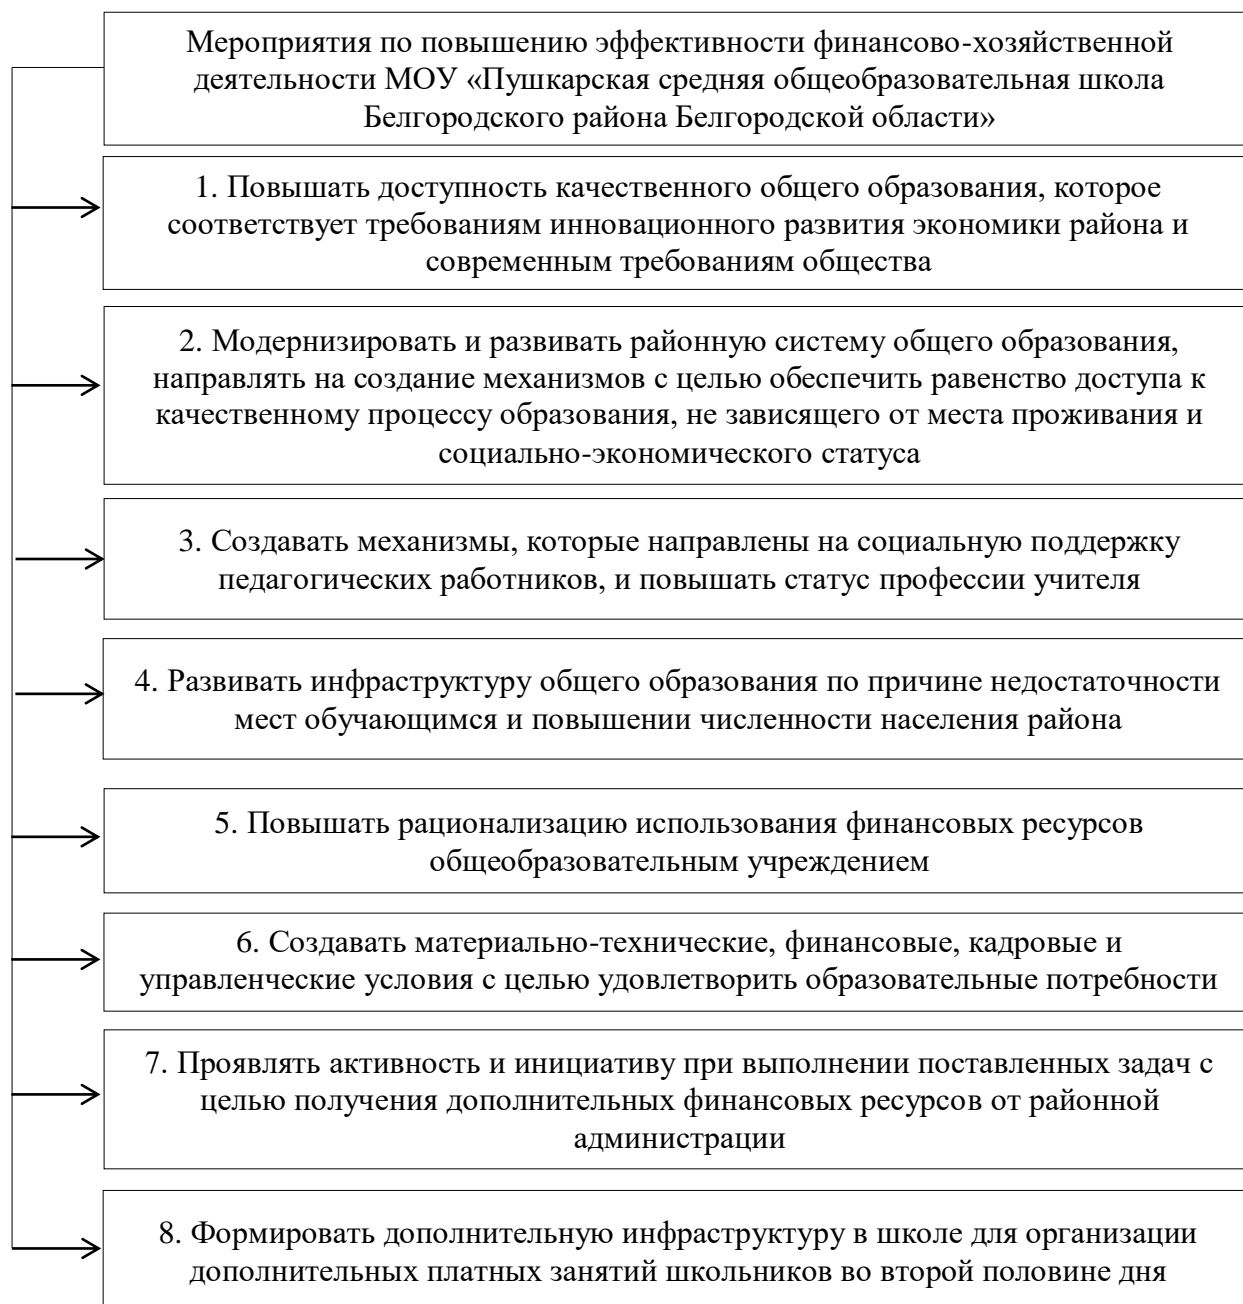 Мероприятия по повышению эффективности финансово-хозяйственной
деятельности МОУ «Пушкарская средняя общеобразовательная школа
Белгородского района Белгородской области»
1. Повышать доступность качественного общего образования, которое
соответствует требованиям инновационного развития экономики района и
современным требованиям общества
2. Модернизировать и развивать районную систему общего образования,
направлять на создание механизмов с целью обеспечить равенство доступа к
качественному процессу образования, не зависящего от места проживания и
социально-экономического статуса
3. Создавать механизмы, которые направлены на социальную поддержку
педагогических работников, и повышать статус профессии учителя
4. Развивать инфраструктуру общего образования по причине недостаточности
мест обучающимся и повышении численности населения района
5. Повышать рационализацию использования финансовых ресурсов
общеобразовательным учреждением
6. Создавать материально-технические, финансовые, кадровые и
управленческие условия с целью удовлетворить образовательные потребности
7. Проявлять активность и инициативу при выполнении поставленных задач с
целью получения дополнительных финансовых ресурсов от районной
администрации
8. Формировать дополнительную инфраструктуру в школе для организации
дополнительных платных занятий школьников во второй половине дня